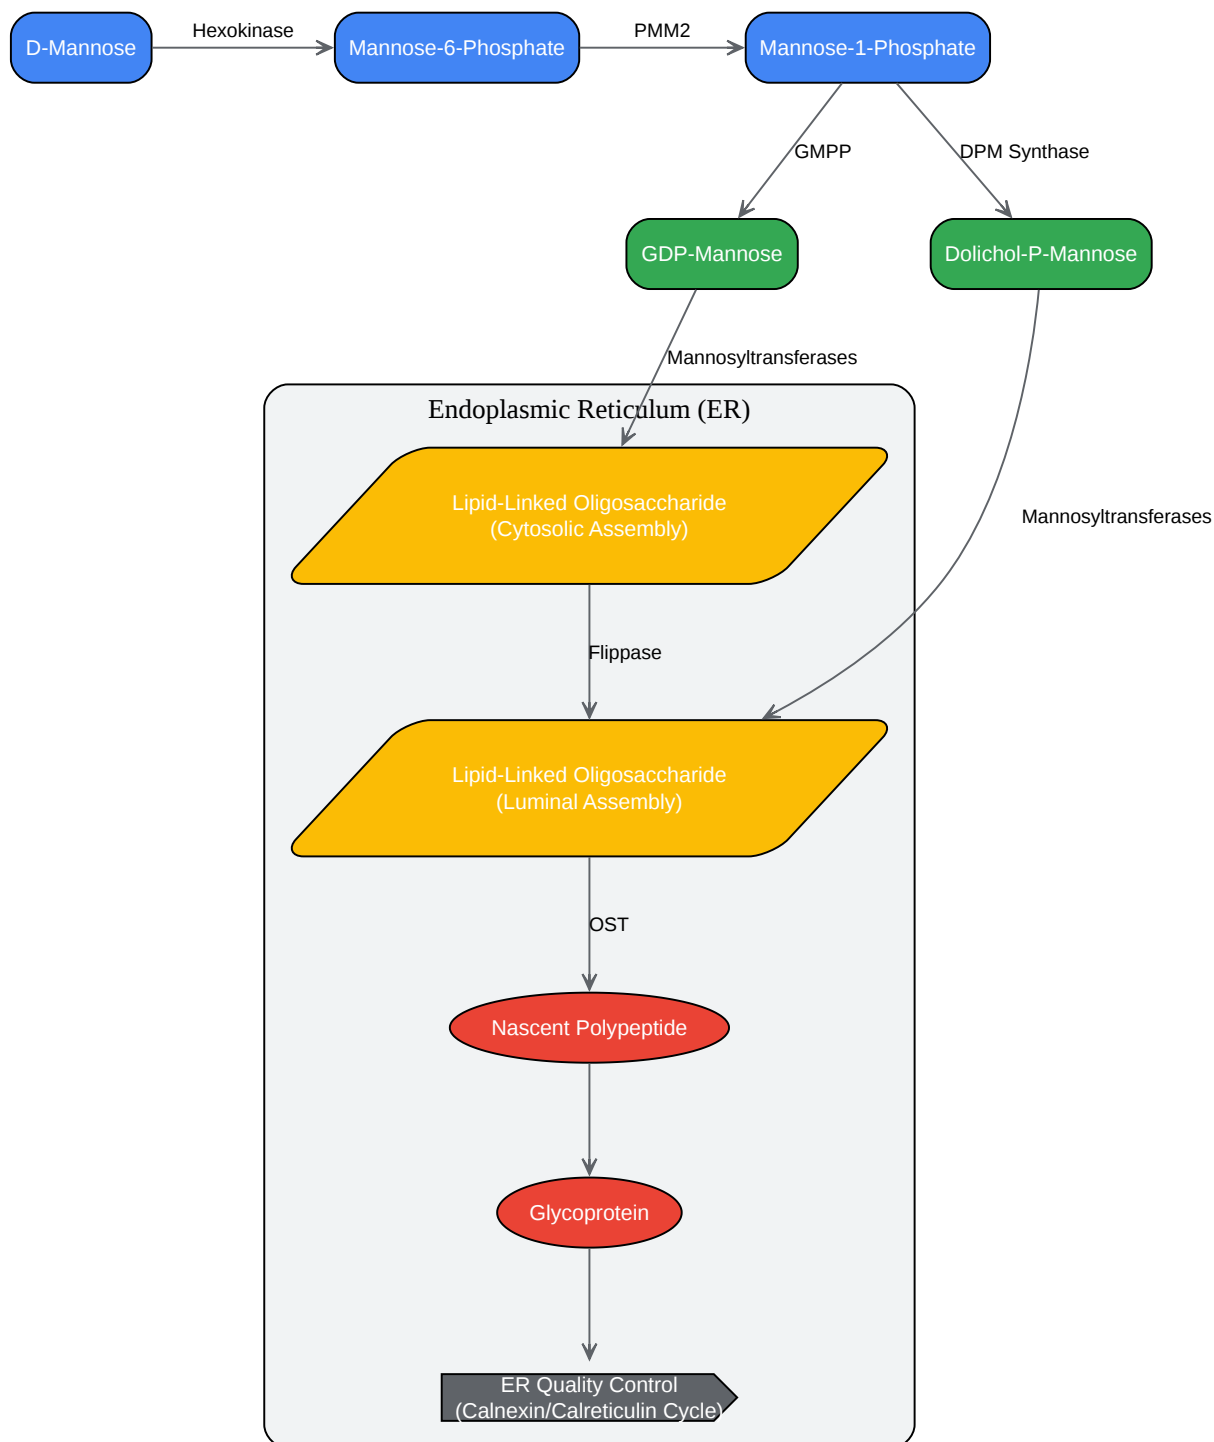 D-Mannose
Hexokinase
Mannose-6-Phosphate
PMM2
Mannose-1-Phosphate
GMPP
DPM Synthase
GDP-Mannose
Dolichol-P-Mannose
Mannosyltransferases
Endoplasmic Reticulum (ER)
Lipid-Linked Oligosaccharide
(Cytosolic Assembly)
Mannosyltransferases
Flippase
Lipid-Linked Oligosaccharide
(Luminal Assembly)
OST
Nascent Polypeptide
Glycoprotein
ER Quality Control
(Calnexin/Calreticulin Cycle)